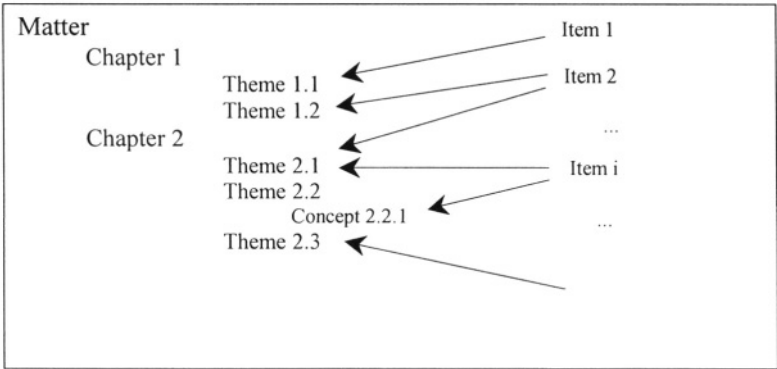 Matter
Item 1
Chapter 1
Item 2
Theme 1.1
Theme 1.2
...
Chapter 2
Theme 2.1
Item i
Theme 2.2
Concept 2.2.1
...
Theme 2.3